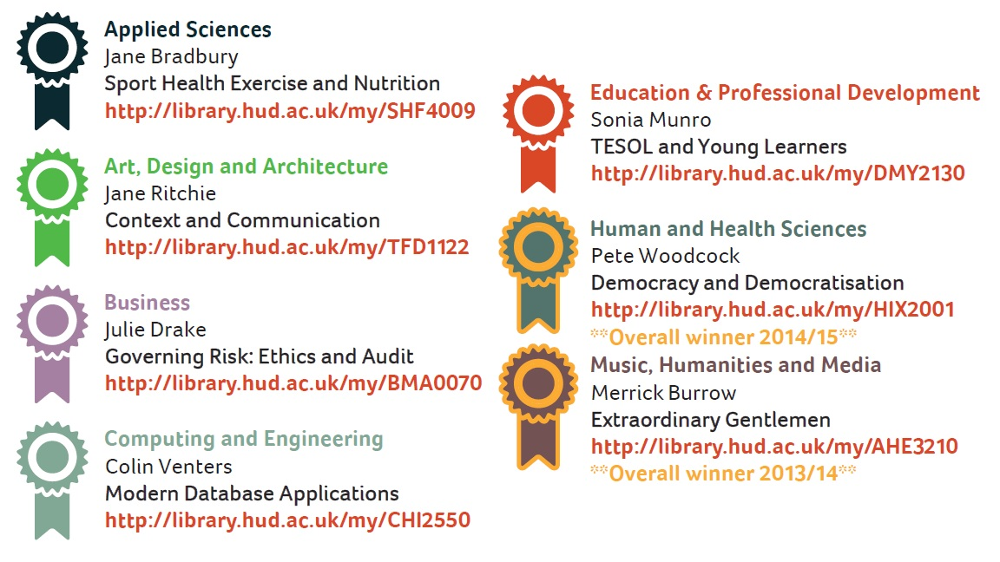 Applied Sciences
Jane Bradbury
Sport Health Exercise and Nutrition
http://library.hud.ac.uk/my/SHF4009
Art, Design and Architecture
Jane Ritchie
Context and Communication
http://library.hud.ac.uk/my/TFD1122
Business
Julie Drake
Governing Risk: Ethics and Audit
http://library.hud.ac.uk/my/BMA0070
Computing and Engineering
Colin Venters
Modern Database Applications
http://library.hud.ac.uk/my/CHI2550
Education & Professional Development
Sonia Munro
TESOL and Young Learners
http://library.hud.ac.uk/my/DMY2130
Human and Health Sciences
Pete Woodcock
Democracy and Democratisation
http://library.hud.ac.uk/my/HIX2001
**Overall winner 2014/15**
Music, Humanities and Media
Merrick Burrow
Extraordinary Gentlemen
http://library.hud.ac.uk/my/AHE3210
**Overall winner 2013/14**